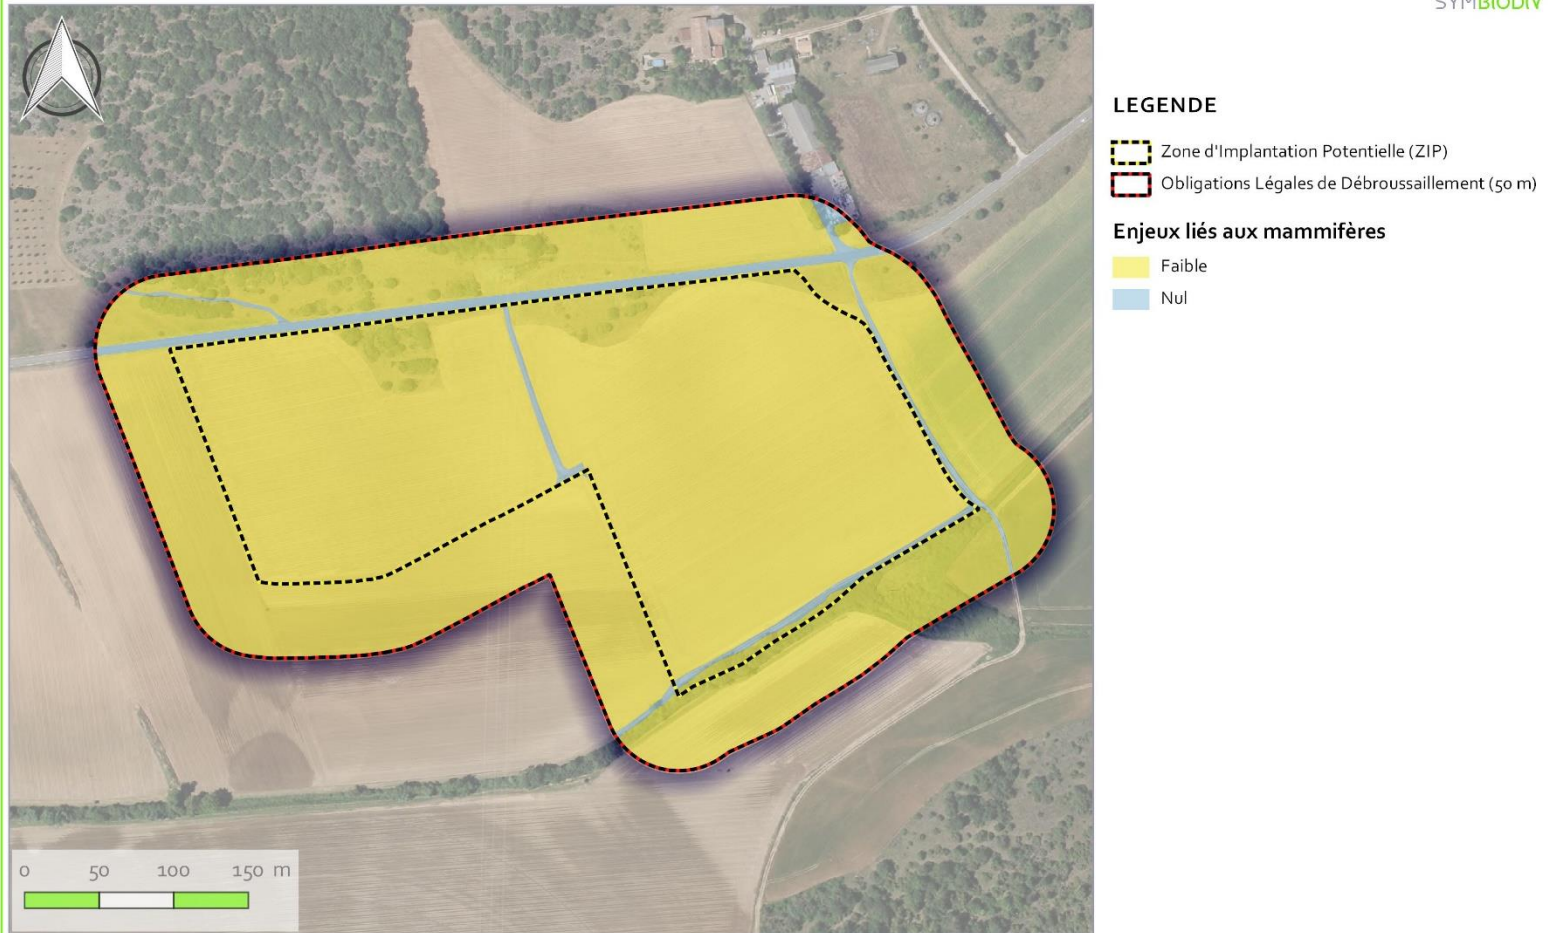 SYMBIODIV
LEGENDE
Zone d'Implantation Potentielle (ZIP)
Obligations Légales de Débroussaillement (50 m)
Enjeux liés aux mammifères
Faible
Nul
0 50 100 150 m